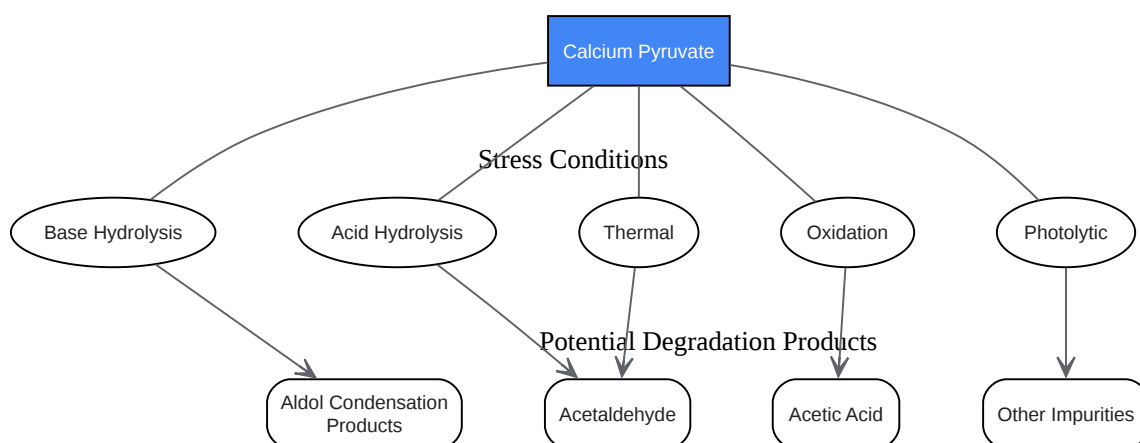 Calcium Pyruvate
Stress Conditions
Base Hydrolysis
Acid Hydrolysis
Thermal
Oxidation
Photolytic
Potential Degradation Products
Aldol Condensation
Products
Acetaldehyde
Acetic Acid
Other Impurities